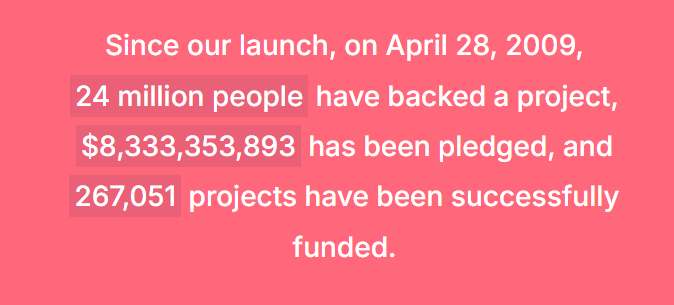 Since our launch, on April 28, 2009,
24 million people have backed a project,
$8,333,353,893 has been pledged, and
267,051 projects have been successfully
funded.